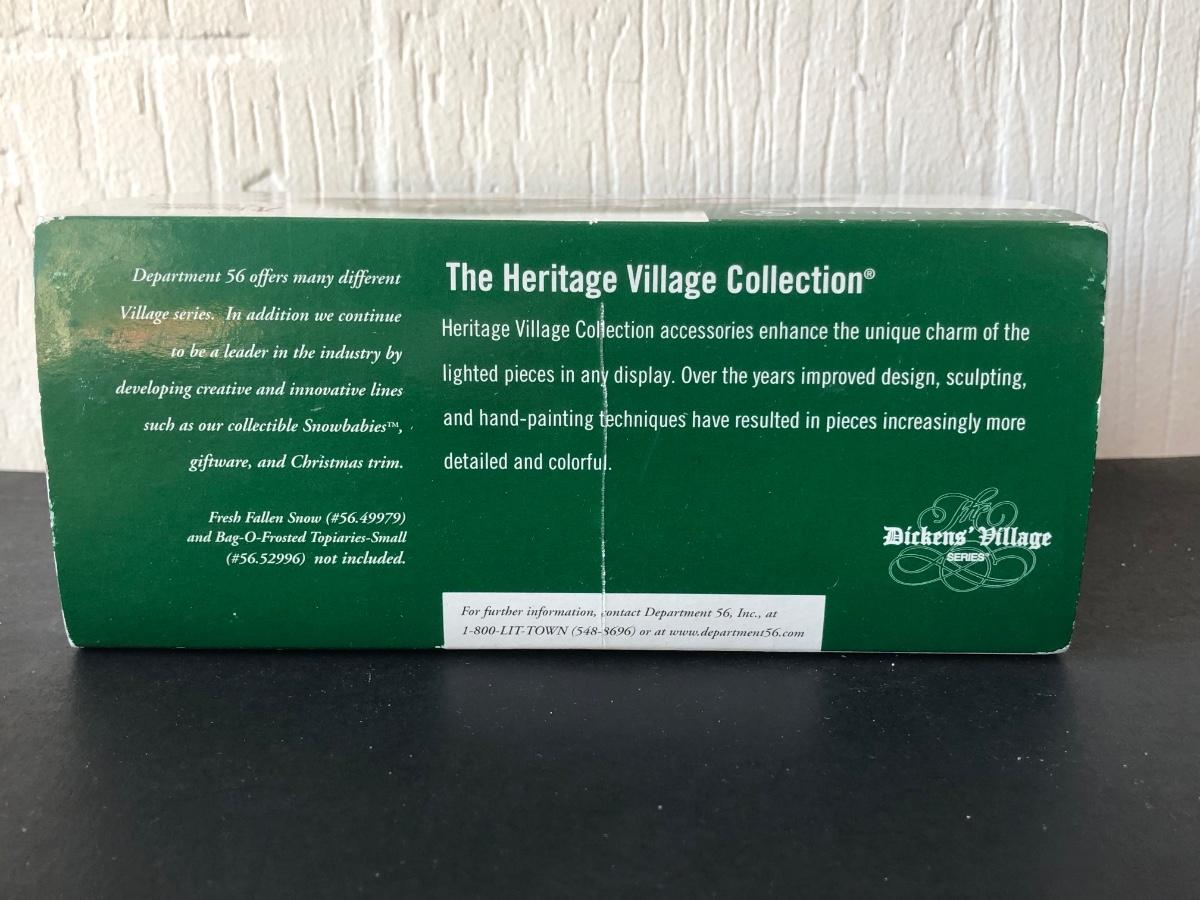 Department 56 offers many different
Village series. In addition we continue
to be a leader in the industry by
developing creative and innovative lines
such as our collectible Snowbabies™,
giftware, and Christmas trim.
Fresh Fallen Snow (#56.49979)
and Bag-O-Frosted Topiaries-Small
(#56.52996) not included.
The Heritage Village Collection®
Heritage Village Collection accessories enhance the unique charm of the
lighted pieces in any display. Over the years improved design, sculpting,
and hand-painting techniques have resulted in pieces increasingly more
detailed and colorful.
The
Dickens' Village
SERIES®
For further information, contact Department 56, Inc., at
1-800-LIT-TOWN (548-8696) or at www.department56.com